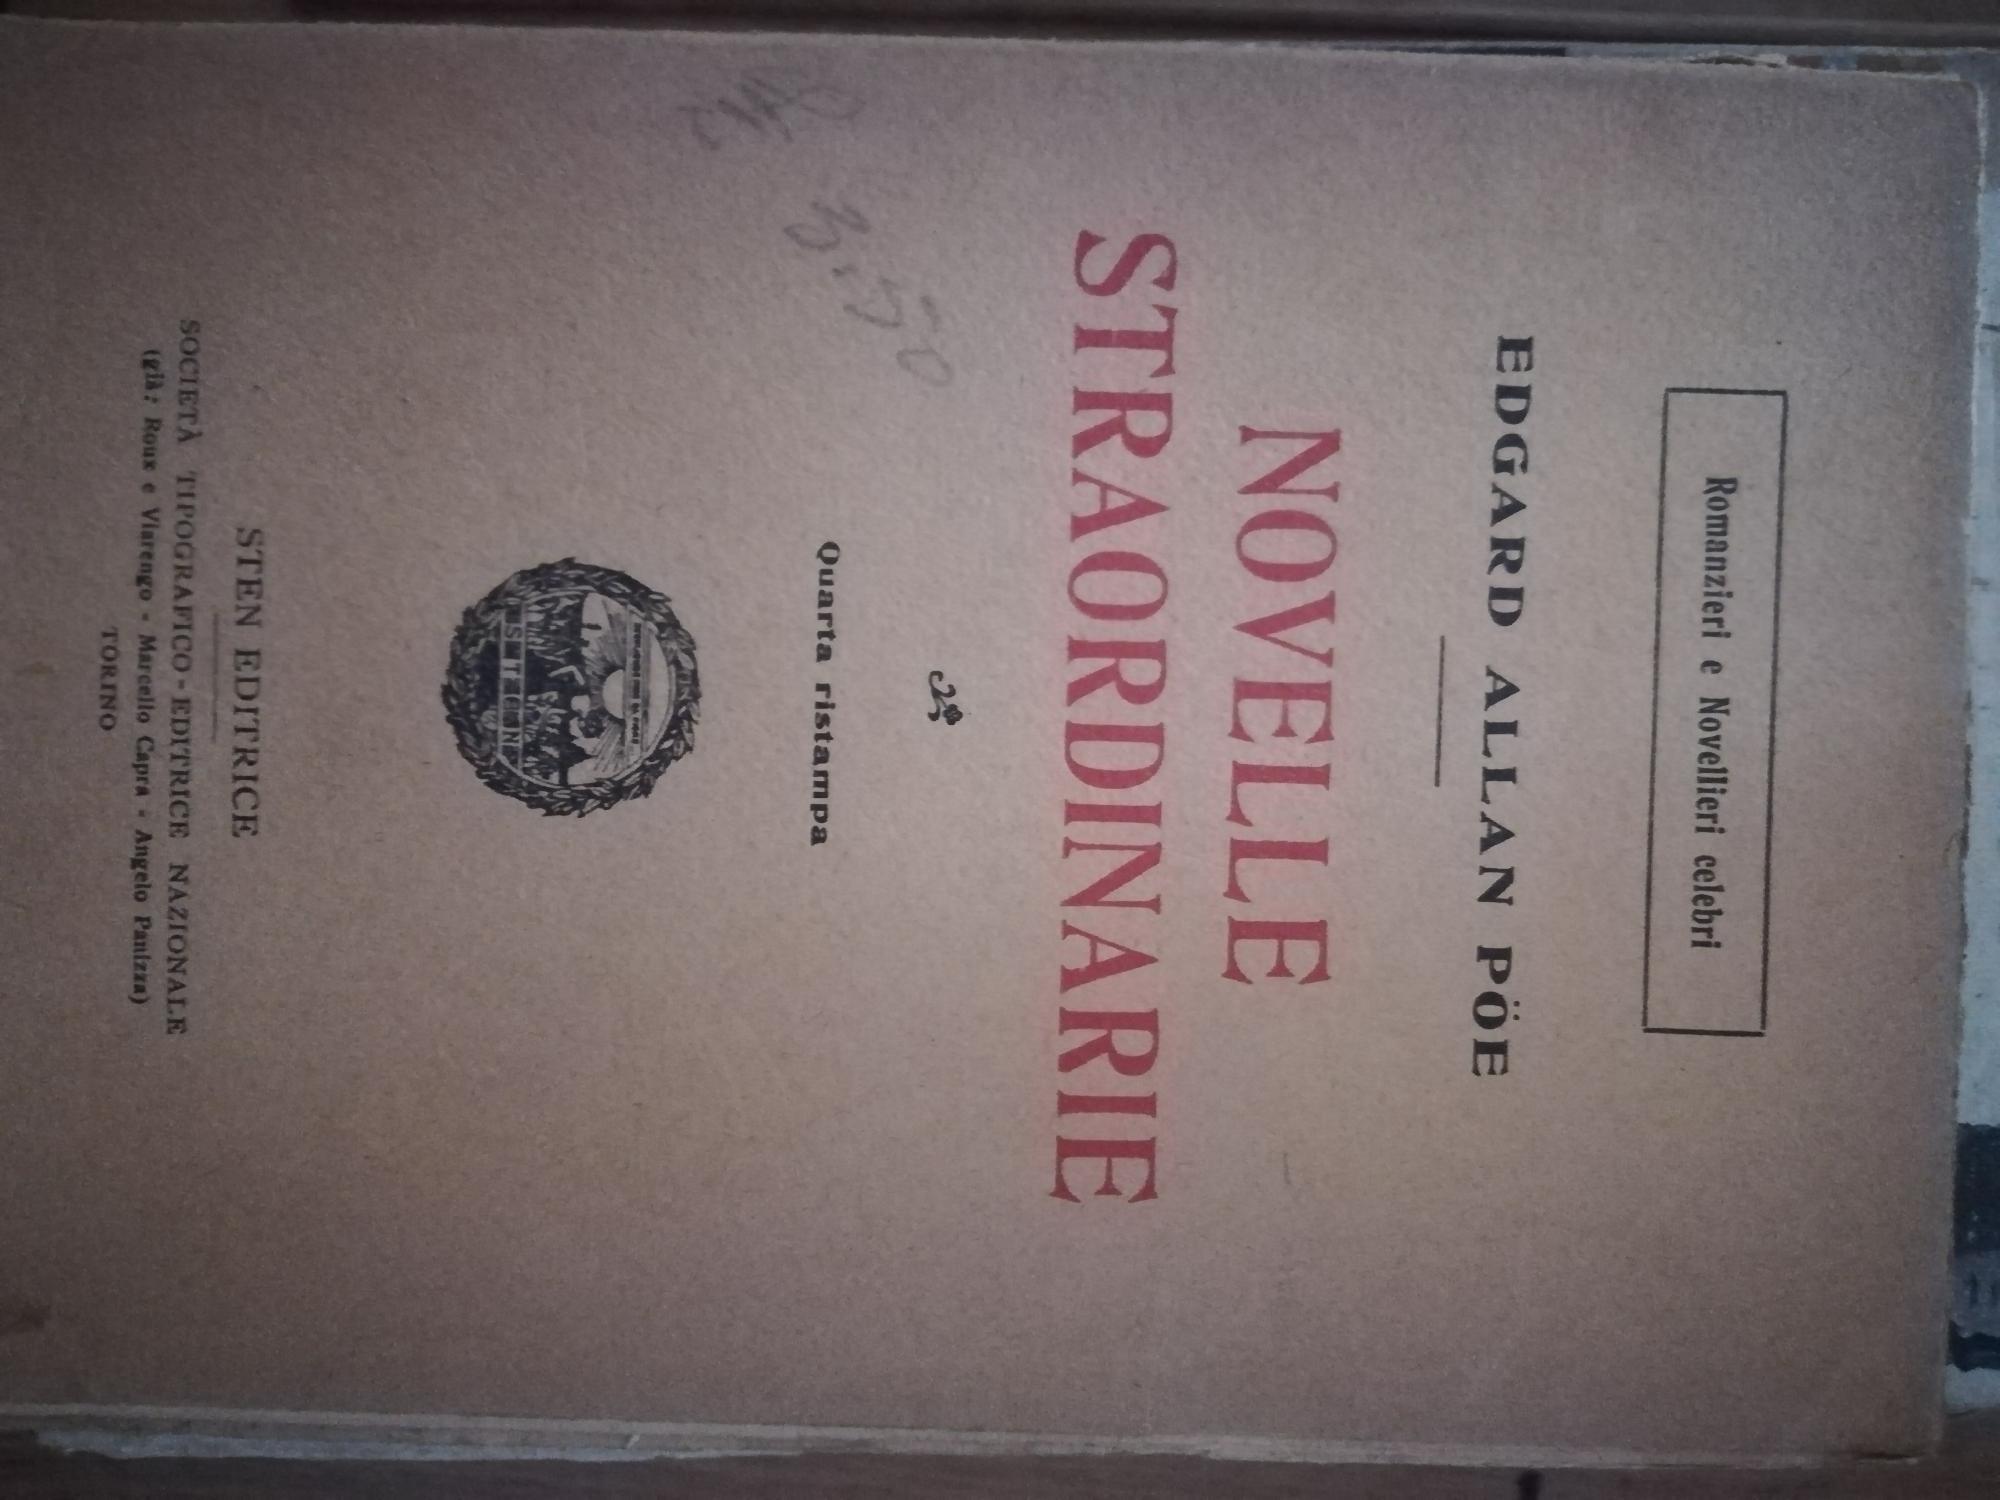 Romanzieri e Novellieri celebri
EDGARD ALLAN PÖE
NOVELLE
STRAORDINARIE
Quarta ristampa
S T E N
STEN EDITRICE
SOCIETÀ TIPOGRAFICO-EDITRICE NAZIONALE
(già: Roux e Viarengo - Marcello Capra - Angelo Panizza)
TORINO